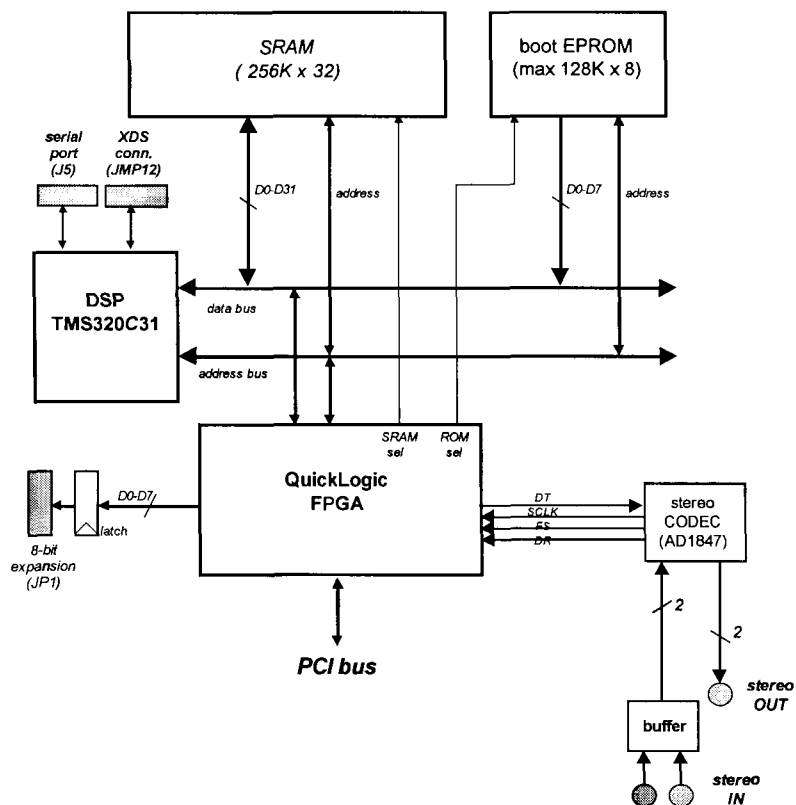 SRAM
( 256K x 32)
boot EPROM
(max 128K x 8)
serial
port
(J5)
XDS
conn.
(JMP12)
D0-D31
address
D0-D7
address
DSP
TMS320C31
data bus
address bus
SRAM
sel
ROM
sel
QuickLogic
FPGA
D0-D7
latch
8-bit
expansion
(JP1)
DT
SCLK
FS
DR
stereo
CODEC
(AD1847)
2
2
PCI bus
stereo
OUT
buffer
stereo
IN